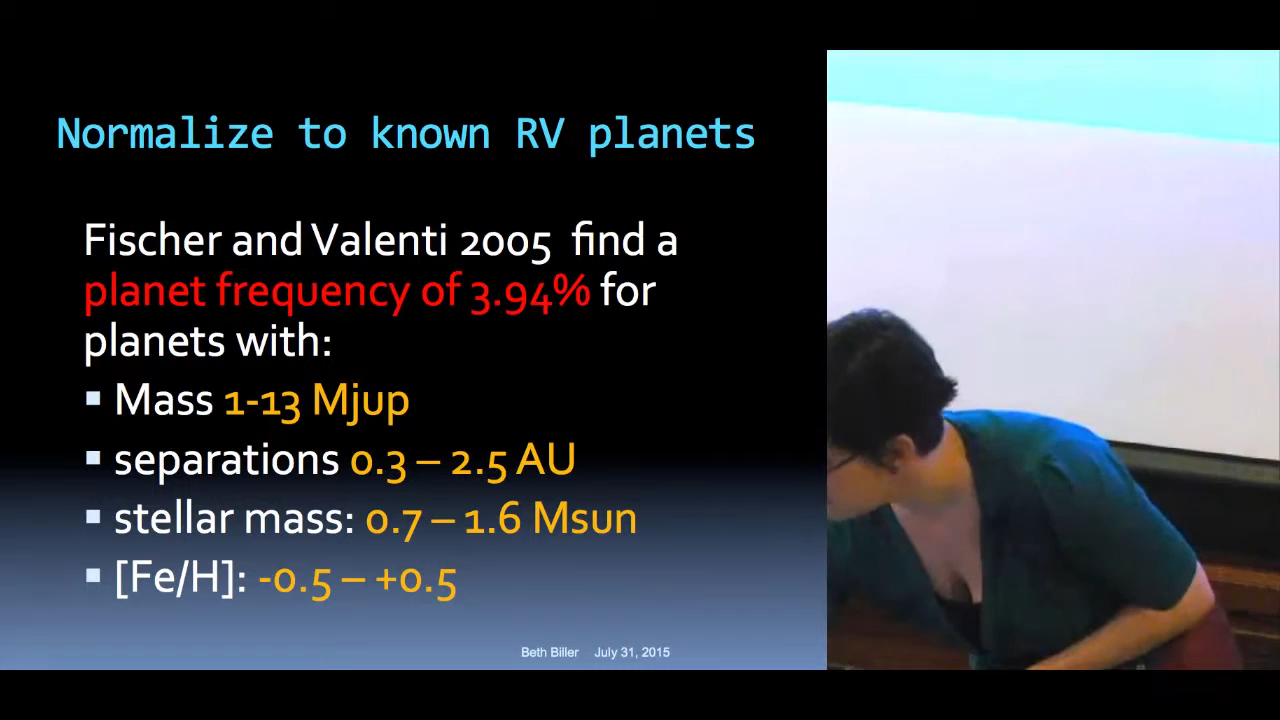 Normalize to known RV planets
Fischer and Valenti 2005 find a
planet frequency of 3.94% for
planets with:
▪ Mass 1-13 Mjup
▪ separations 0.3 – 2.5 AU
▪ stellar mass: 0.7 – 1.6 Msun
▪ [Fe/H]: -0.5 – +0.5
Beth Biller July 31, 2015